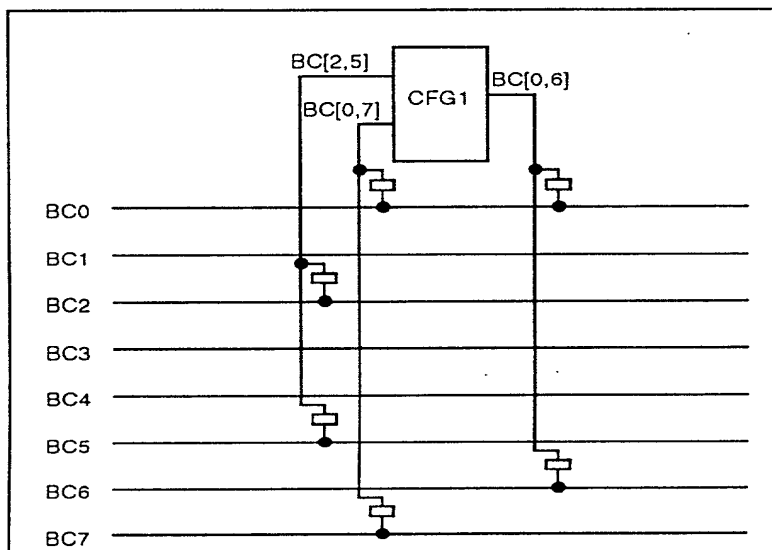 BC[2,5]
CFG1
BC[0,6]
BC[0,7]
BC0
BC1
BC2
BC3
BC4
BC5
BC6
BC7